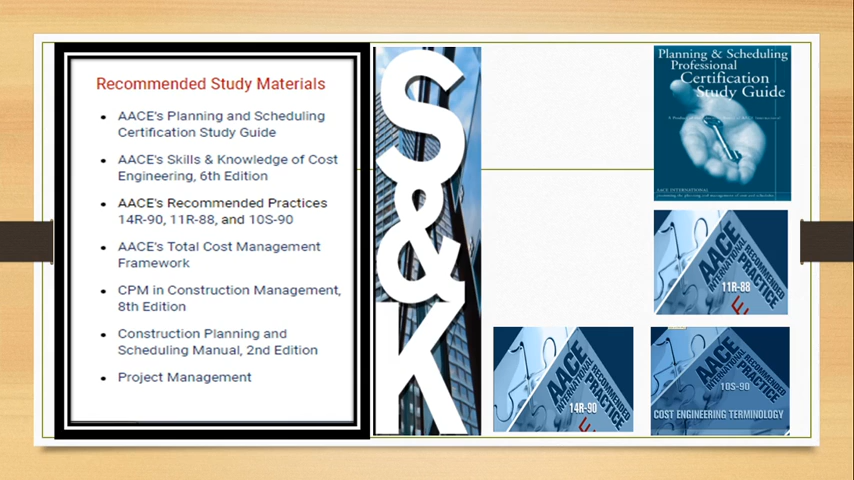 Recommended Study Materials
• AACE's Planning and Scheduling
Certification Study Guide
• AACE's Skills & Knowledge of Cost
Engineering, 6th Edition
• AACE's Recommended Practices
14R-90, 11R-88, and 10S-90
• AACE's Total Cost Management
Framework
• CPM in Construction Management,
8th Edition
• Construction Planning and
Scheduling Manual, 2nd Edition
• Project Management
S&K
Planning & Scheduling
Professional
Certification
Study Guide
AACE INTERNATIONAL
AACE
INTERNATIONAL
RECOMMENDED
PRACTICE
11R-88
AACE
INTERNATIONAL
RECOMMENDED
PRACTICE
14R-90
AACE
INTERNATIONAL
RECOMMENDED
PRACTICE
10S-90
COST ENGINEERING TERMINOLOGY